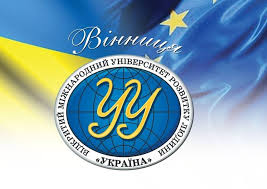 Вінниця
ВІДКРИТИЙ МІЖНАРОДНИЙ УНІВЕРСИТЕТ РОЗВИТКУ ЛЮДИНИ
УУ
«УКРАЇНА»